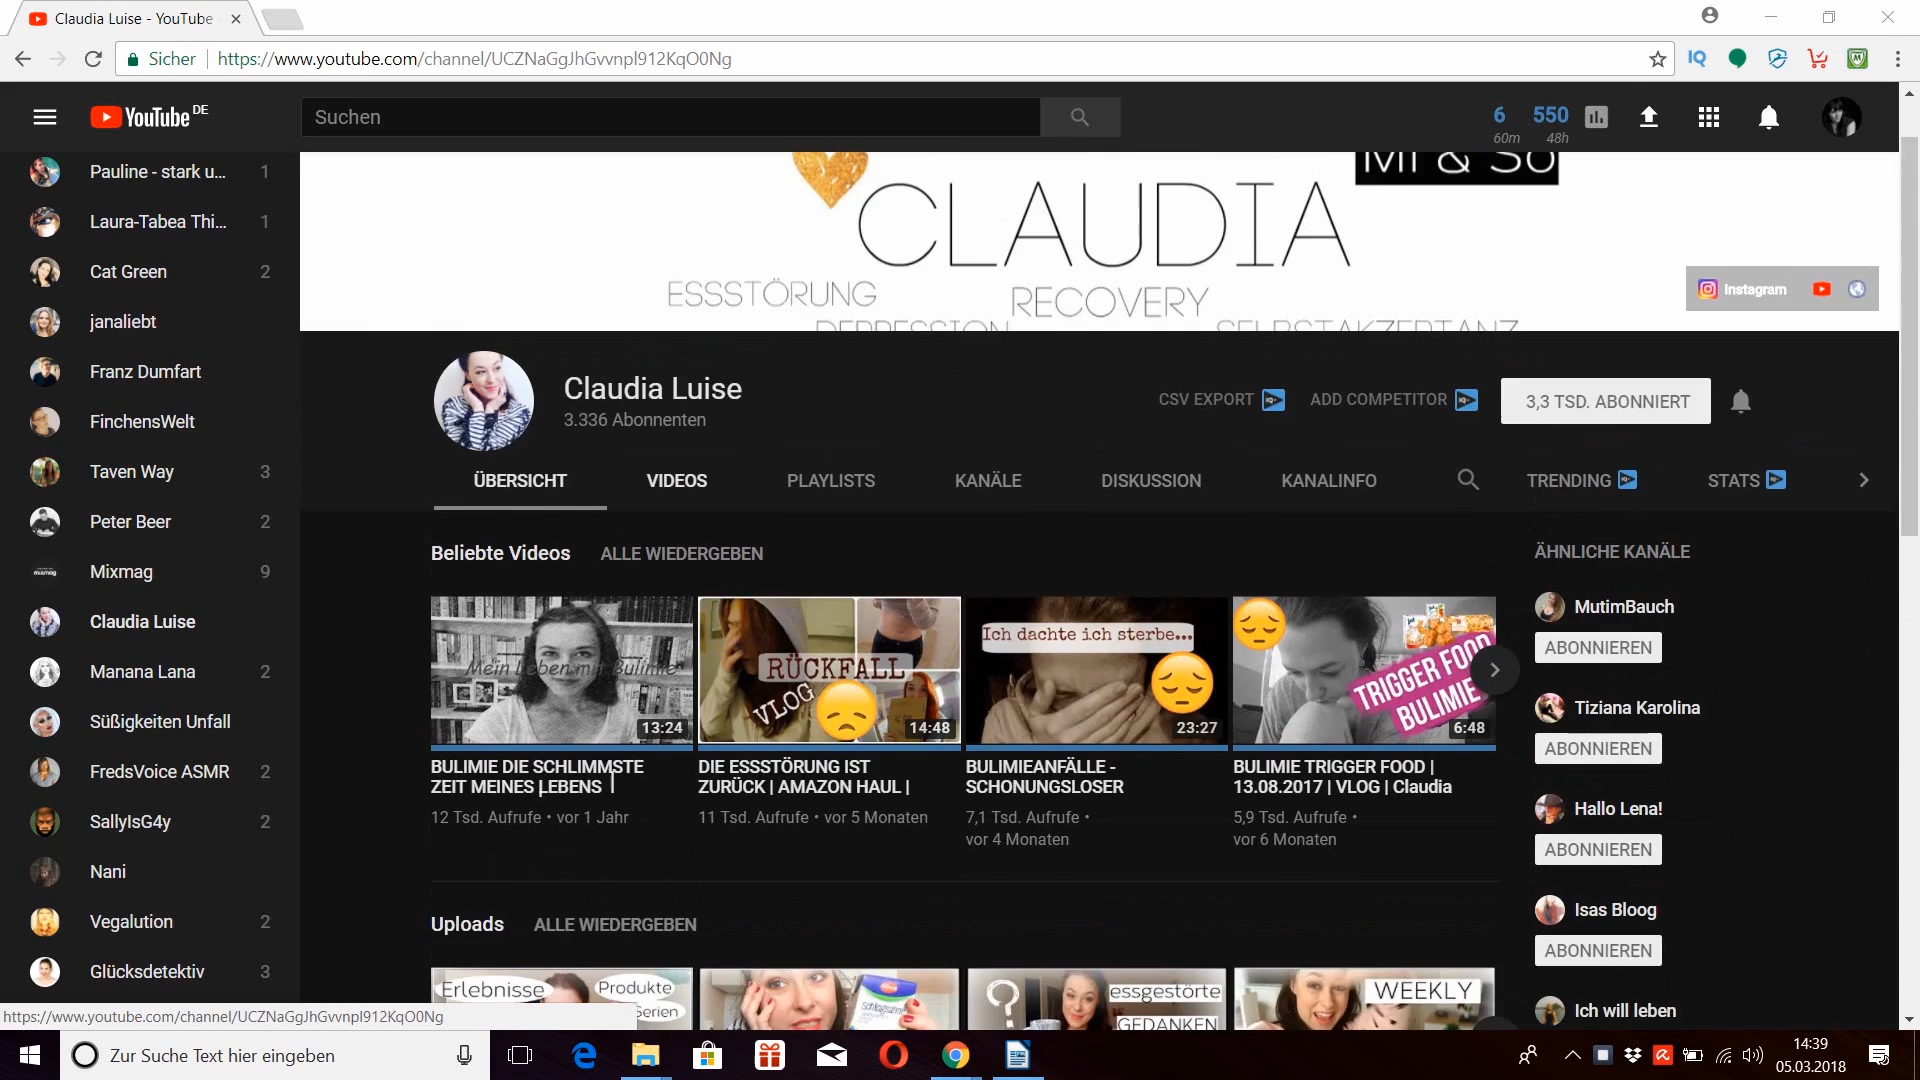 Claudia Luise - YouTube
Sicher
https://www.youtube.com/channel/UCZNaGgJhGvvnpl912KqO0Ng
YouTube DE
Suchen
6 550
60m 48h
Pauline - stark u... 1
Laura-Tabea Thi... 1
Cat Green 2
janaliebt
Franz Dumfart
FinchensWelt
Taven Way 3
Peter Beer 2
Mixmag 9
Claudia Luise
Manana Lana 2
Süßigkeiten Unfall
FredsVoice ASMR 2
SallyIsG4y 2
Nani
Vegalution 2
Glücksdetektiv 3
MI & SO
CLAUDIA
ESSSTÖRUNG
RECOVERY
DEPRESSION
SELBSTAKZEPTANZ
Instagram
Claudia Luise
3.336 Abonnenten
CSV EXPORT
ADD COMPETITOR
3,3 TSD. ABONNIERT
ÜBERSICHT
VIDEOS
PLAYLISTS
KANÄLE
DISKUSSION
KANALINFO
TRENDING
STATS
Beliebte Videos
ALLE WIEDERGEBEN
Mein Leben mit Bulimie
13:24
BULIMIE DIE SCHLIMMSTE
ZEIT MEINES LEBENS |
12 Tsd. Aufrufe • vor 1 Jahr
RÜCKFALL
VLOG
14:48
DIE ESSSTÖRUNG IST
ZURÜCK | AMAZON HAUL |
11 Tsd. Aufrufe • vor 5 Monaten
Ich dachte ich sterbe...
23:27
BULIMIEANFÄLLE -
SCHONUNGSLOSER
7,1 Tsd. Aufrufe •
vor 4 Monaten
TRIGGER FOOD
BULIMIE
6:48
BULIMIE TRIGGER FOOD |
13.08.2017 | VLOG | Claudia
5,9 Tsd. Aufrufe •
vor 6 Monaten
Uploads
ALLE WIEDERGEBEN
Erlebnisse
Produkte
Serien
essgestörte
GEDANKEN
WEEKLY
ÄHNLICHE KANÄLE
MutimBauch
ABONNIEREN
Tiziana Karolina
ABONNIEREN
Hallo Lena!
ABONNIEREN
Isas Bloog
ABONNIEREN
Ich will leben
https://www.youtube.com/channel/UCZNaGgJhGvvnpl912KqO0Ng
Zur Suche Text hier eingeben
14:39
05.03.2018